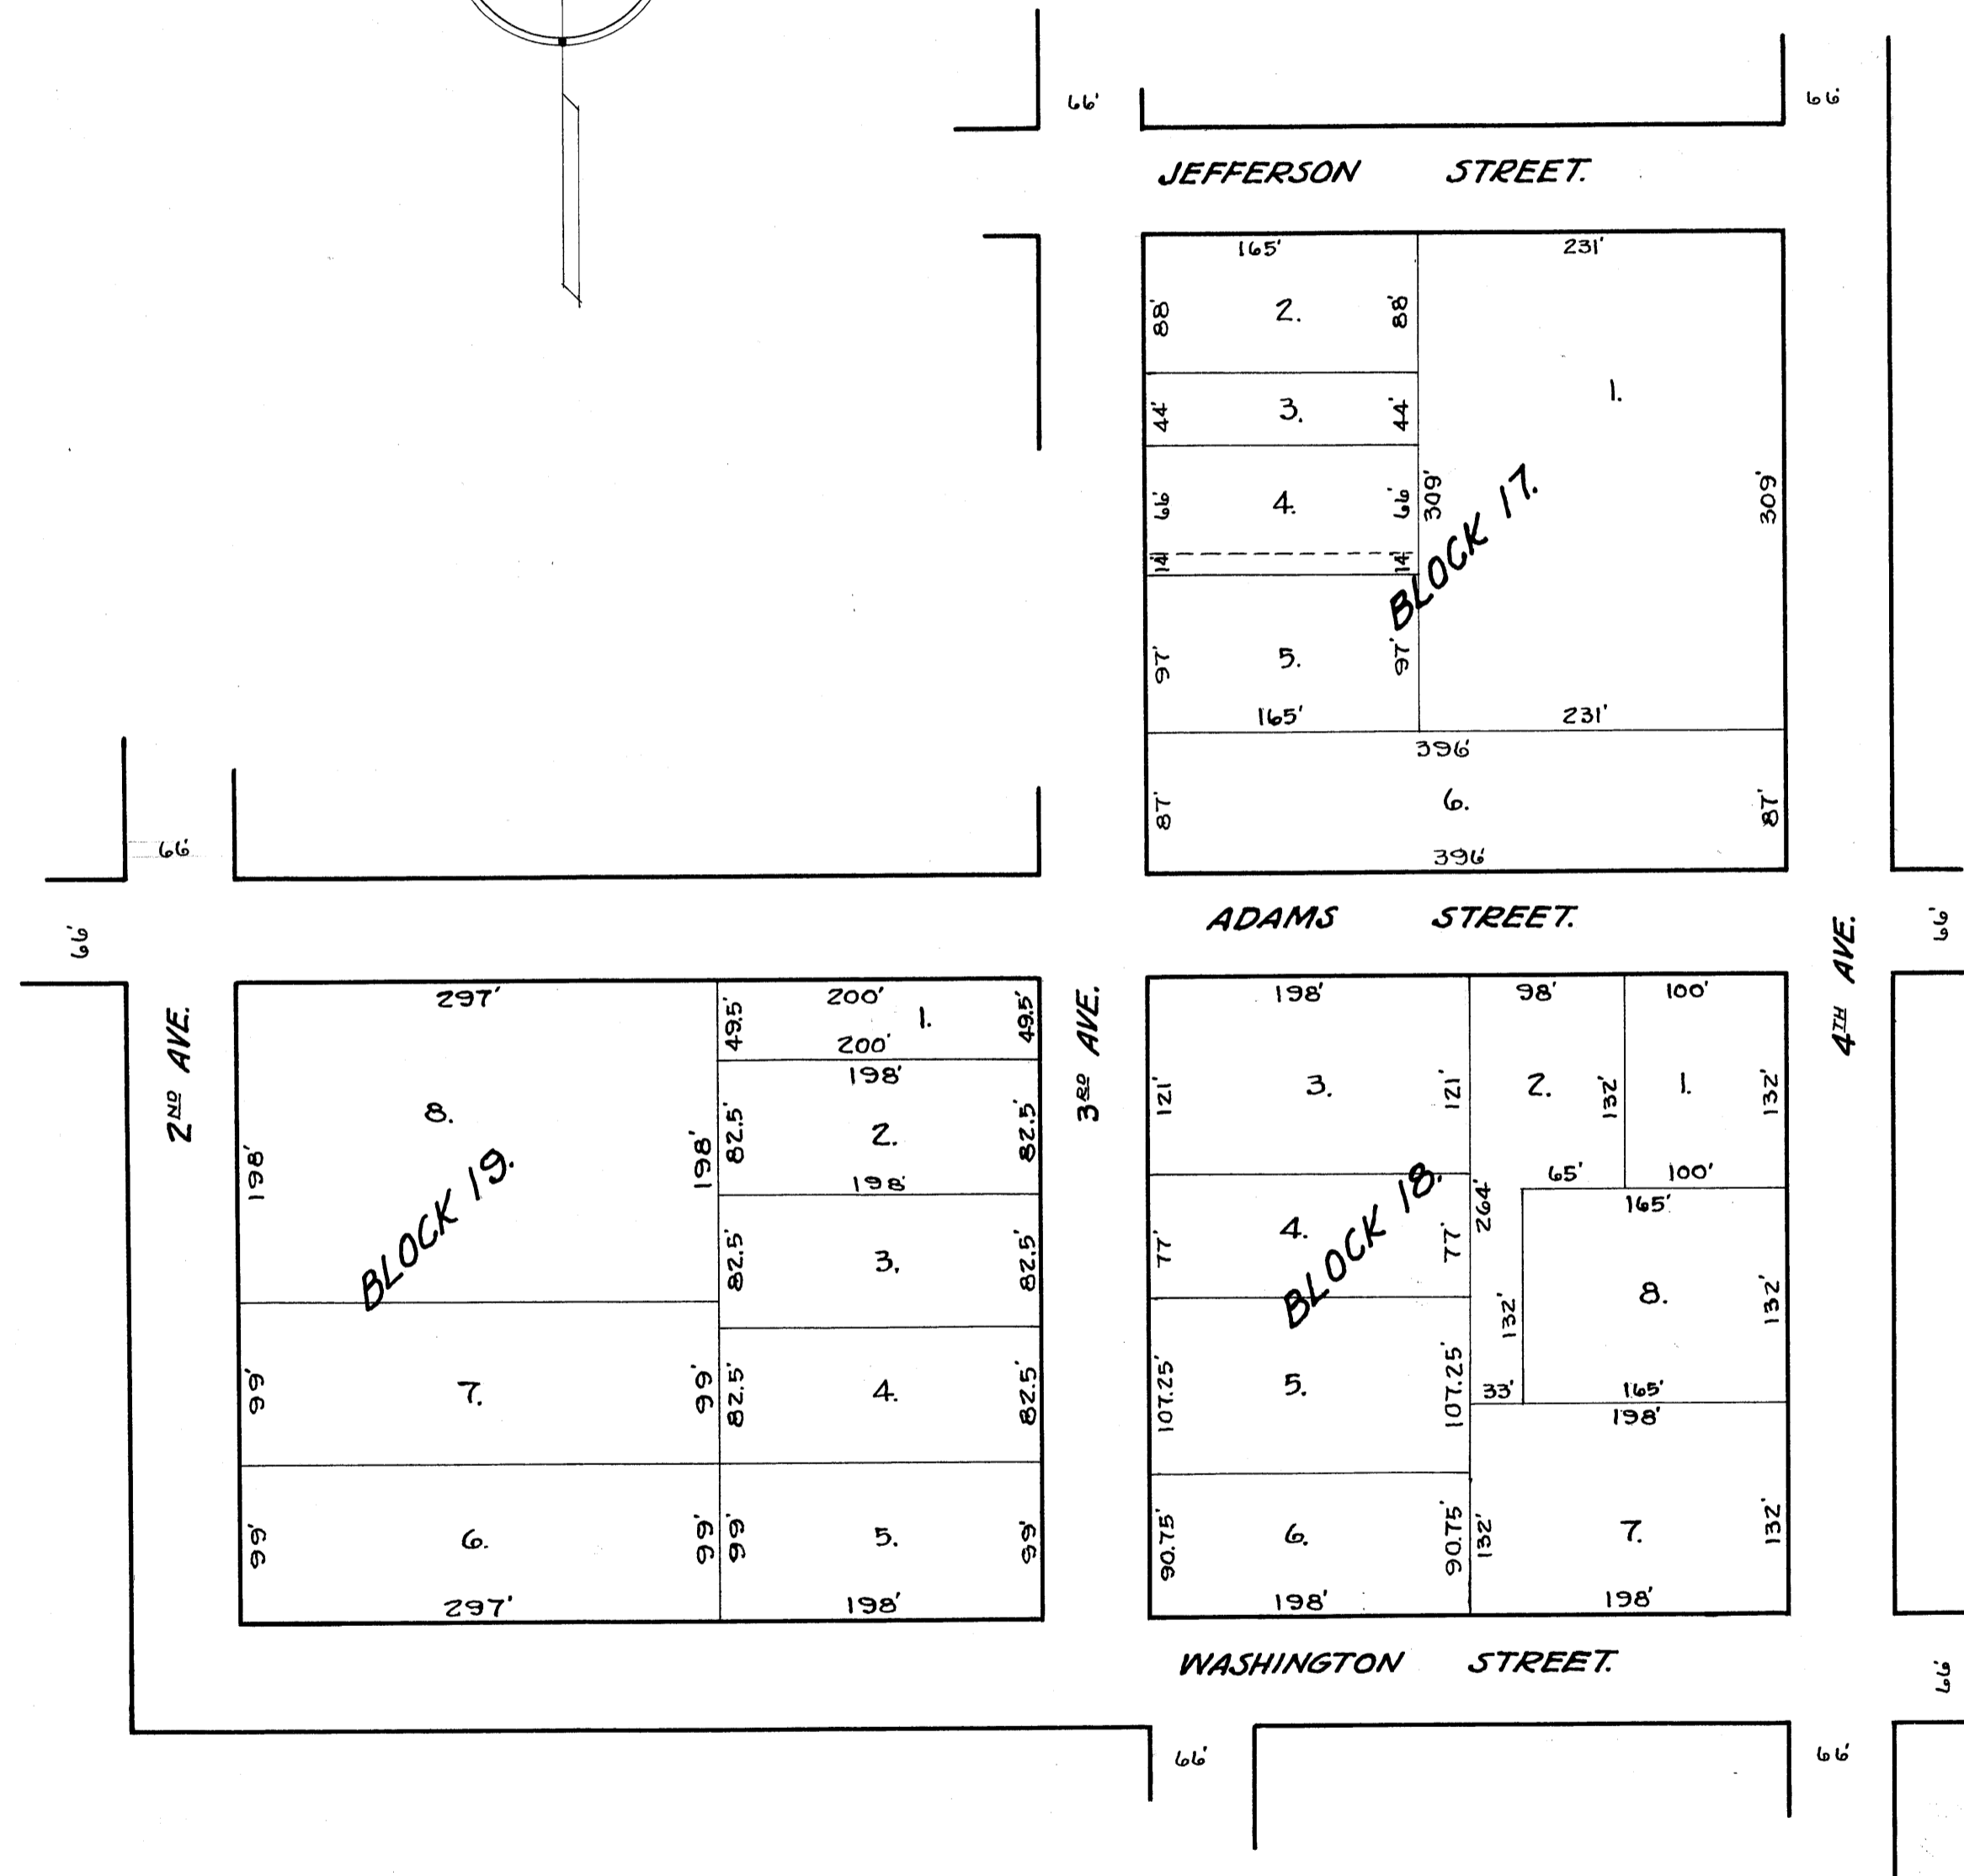 66' 66.
JEFFERSON STREET.
165' 231'
88' 2. 88'
1.
44' 3. 44'
66' 4. 66' 309' 309'
BLOCK 17.
14' 14'
97' 5. 97'
165' 231'
396'
87' 6. 87'
396'
66'
66' ADAMS STREET. 66'
2ND AVE. 3RD AVE. 4TH AVE.
297' 200'
49.5' 1. 49.5'
200'
198'
8. 82.5' 2. 82.5'
198' 198' 198
BLOCK 19.
82.5' 3. 82.5'
99' 7. 99' 82.5' 4. 82.5'
99' 6. 99' 99' 5. 99'
297' 198'
198' 98' 100'
121' 3. 121' 2. 132' 1. 132'
65' 100'
165'
77' 4. 77' 264'
BLOCK 18.
132' 8. 132'
107.25' 5. 107.25' 33' 165'
198'
90.75' 6. 90.75' 132' 7. 132'
198' 198'
WASHINGTON STREET. 66'
66' 66'